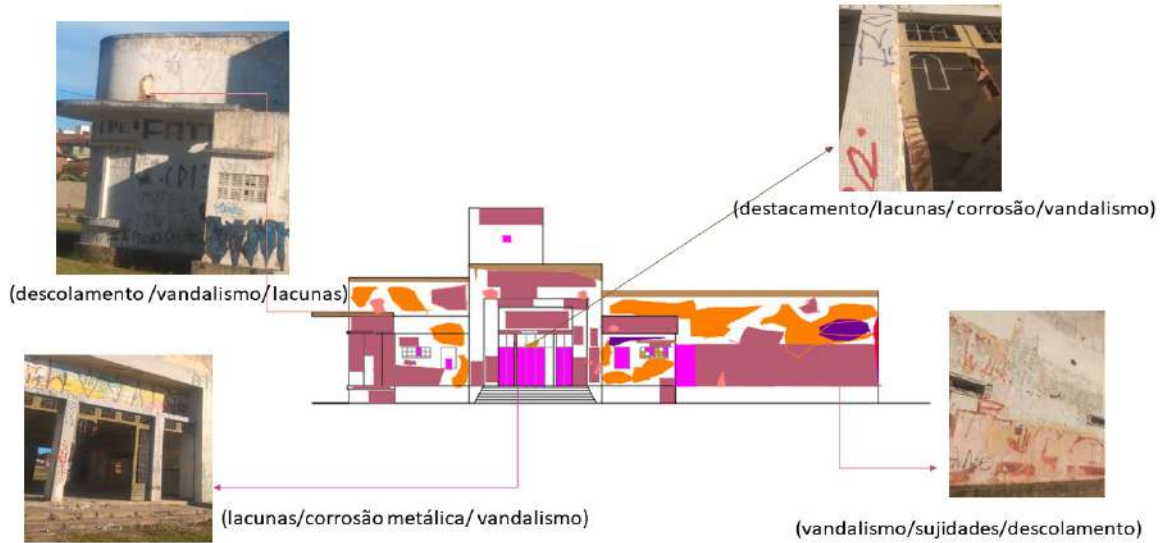 (descolamento /vandalismo/ lacunas)
(destacamento/lacunas/ corrosão/vandalismo)
(lacunas/corrosão metálica/ vandalismo)
(vandalismo/sujidades/descolamento)